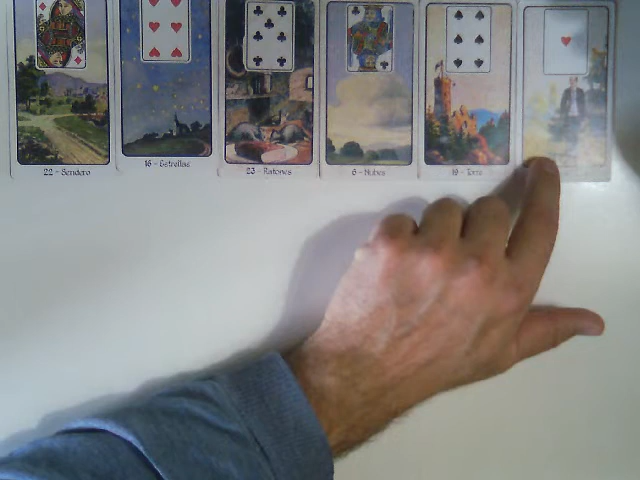 22 - Sendero
16 - Estrellas
23 - Ratones
6 - Nubes
19 - Torre